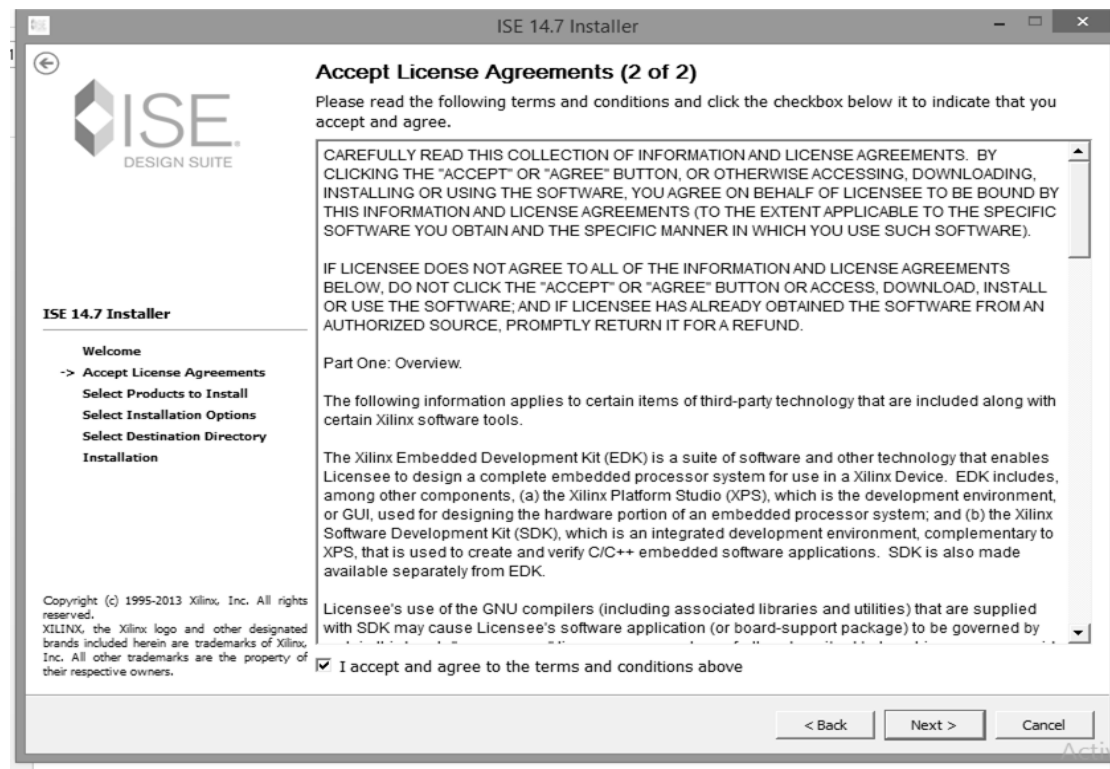 ISE 14.7 Installer
ISE.
DESIGN SUITE
ISE 14.7 Installer
Welcome
-> Accept License Agreements
Select Products to Install
Select Installation Options
Select Destination Directory
Installation
Copyright (c) 1995-2013 Xilinx, Inc. All rights
reserved.
XILINX, the Xilinx logo and other designated
brands included herein are trademarks of Xilinx,
Inc. All other trademarks are the property of
their respective owners.
Accept License Agreements (2 of 2)
Please read the following terms and conditions and click the checkbox below it to indicate that you
accept and agree.
CAREFULLY READ THIS COLLECTION OF INFORMATION AND LICENSE AGREEMENTS. BY
CLICKING THE "ACCEPT" OR "AGREE" BUTTON, OR OTHERWISE ACCESSING, DOWNLOADING,
INSTALLING OR USING THE SOFTWARE, YOU AGREE ON BEHALF OF LICENSEE TO BE BOUND BY
THIS INFORMATION AND LICENSE AGREEMENTS (TO THE EXTENT APPLICABLE TO THE SPECIFIC
SOFTWARE YOU OBTAIN AND THE SPECIFIC MANNER IN WHICH YOU USE SUCH SOFTWARE).
IF LICENSEE DOES NOT AGREE TO ALL OF THE INFORMATION AND LICENSE AGREEMENTS
BELOW, DO NOT CLICK THE "ACCEPT" OR "AGREE" BUTTON OR ACCESS, DOWNLOAD, INSTALL
OR USE THE SOFTWARE; AND IF LICENSEE HAS ALREADY OBTAINED THE SOFTWARE FROM AN
AUTHORIZED SOURCE, PROMPTLY RETURN IT FOR A REFUND.
Part One: Overview.
The following information applies to certain items of third-party technology that are included along with
certain Xilinx software tools.
The Xilinx Embedded Development Kit (EDK) is a suite of software and other technology that enables
Licensee to design a complete embedded processor system for use in a Xilinx Device. EDK includes,
among other components, (a) the Xilinx Platform Studio (XPS), which is the development environment,
or GUI, used for designing the hardware portion of an embedded processor system; and (b) the Xilinx
Software Development Kit (SDK), which is an integrated development environment, complementary to
XPS, that is used to create and verify C/C++ embedded software applications. SDK is also made
available separately from EDK.
Licensee's use of the GNU compilers (including associated libraries and utilities) that are supplied
with SDK may cause Licensee's software application (or board-support package) to be governed by
I accept and agree to the terms and conditions above
< Back
Next >
Cancel